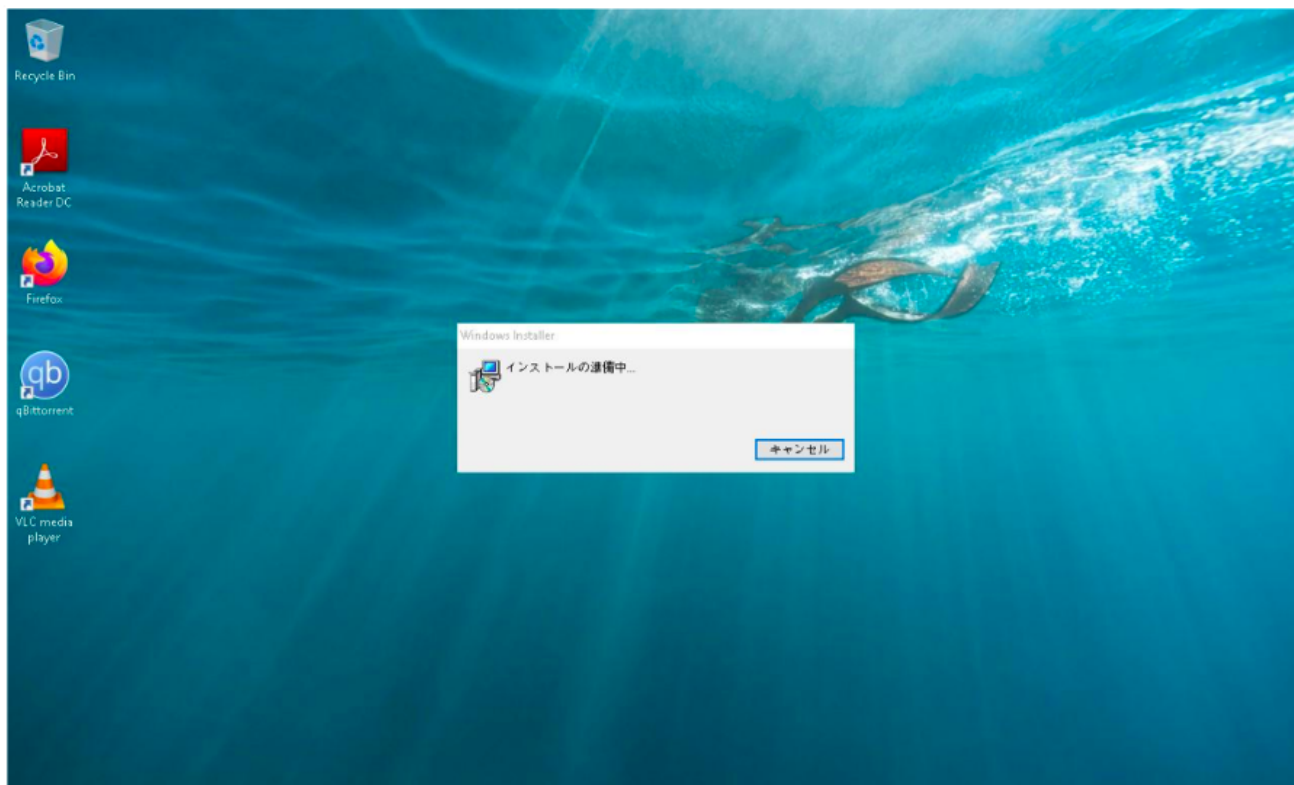 Recycle Bin
Acrobat
Reader DC
Firefox
qb
qBittorrent
VLC media
player
Windows Installer
インストールの準備中...
キャンセル